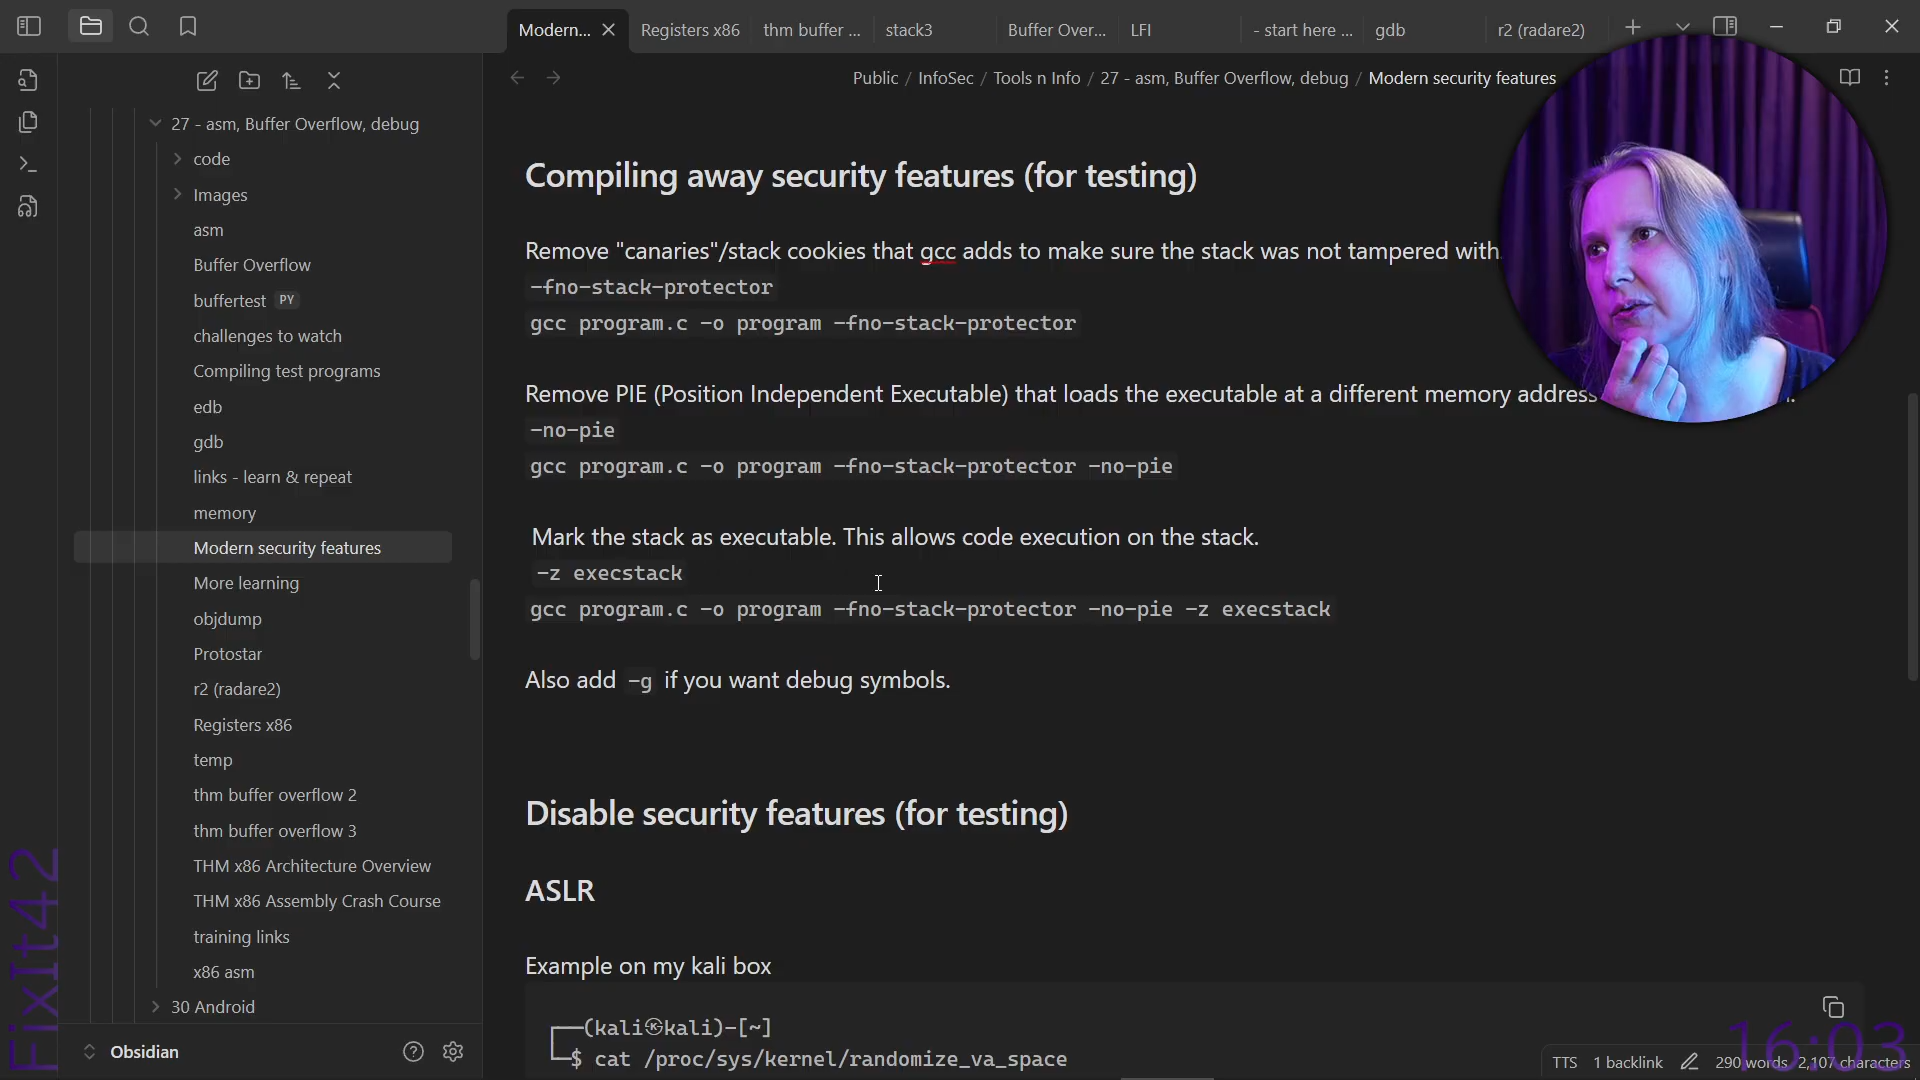 Modern...
Registers x86
thm buffer ...
stack3
Buffer Over...
LFI
- start here ...
gdb
r2 (radare2)
Public / InfoSec / Tools n Info / 27 - asm, Buffer Overflow, debug / Modern security features
27 - asm, Buffer Overflow, debug
code
Images
asm
Buffer Overflow
buffertest PY
challenges to watch
Compiling test programs
edb
gdb
links - learn & repeat
memory
Modern security features
More learning
objdump
Protostar
r2 (radare2)
Registers x86
temp
thm buffer overflow 2
thm buffer overflow 3
THM x86 Architecture Overview
THM x86 Assembly Crash Course
training links
x86 asm
30 Android
Obsidian
FixIt42
Compiling away security features (for testing)
Remove "canaries"/stack cookies that gcc adds to make sure the stack was not tampered with.
-fno-stack-protector
gcc program.c -o program -fno-stack-protector
Remove PIE (Position Independent Executable) that loads the executable at a different memory address
-no-pie
gcc program.c -o program -fno-stack-protector -no-pie
Mark the stack as executable. This allows code execution on the stack.
-z execstack
gcc program.c -o program -fno-stack-protector -no-pie -z execstack
Also add -g if you want debug symbols.
Disable security features (for testing)
ASLR
Example on my kali box
┌──(kali㉿kali)-[~]
└─$ cat /proc/sys/kernel/randomize_va_space
TTS 1 backlink 290 words 2,107 characters
16:03